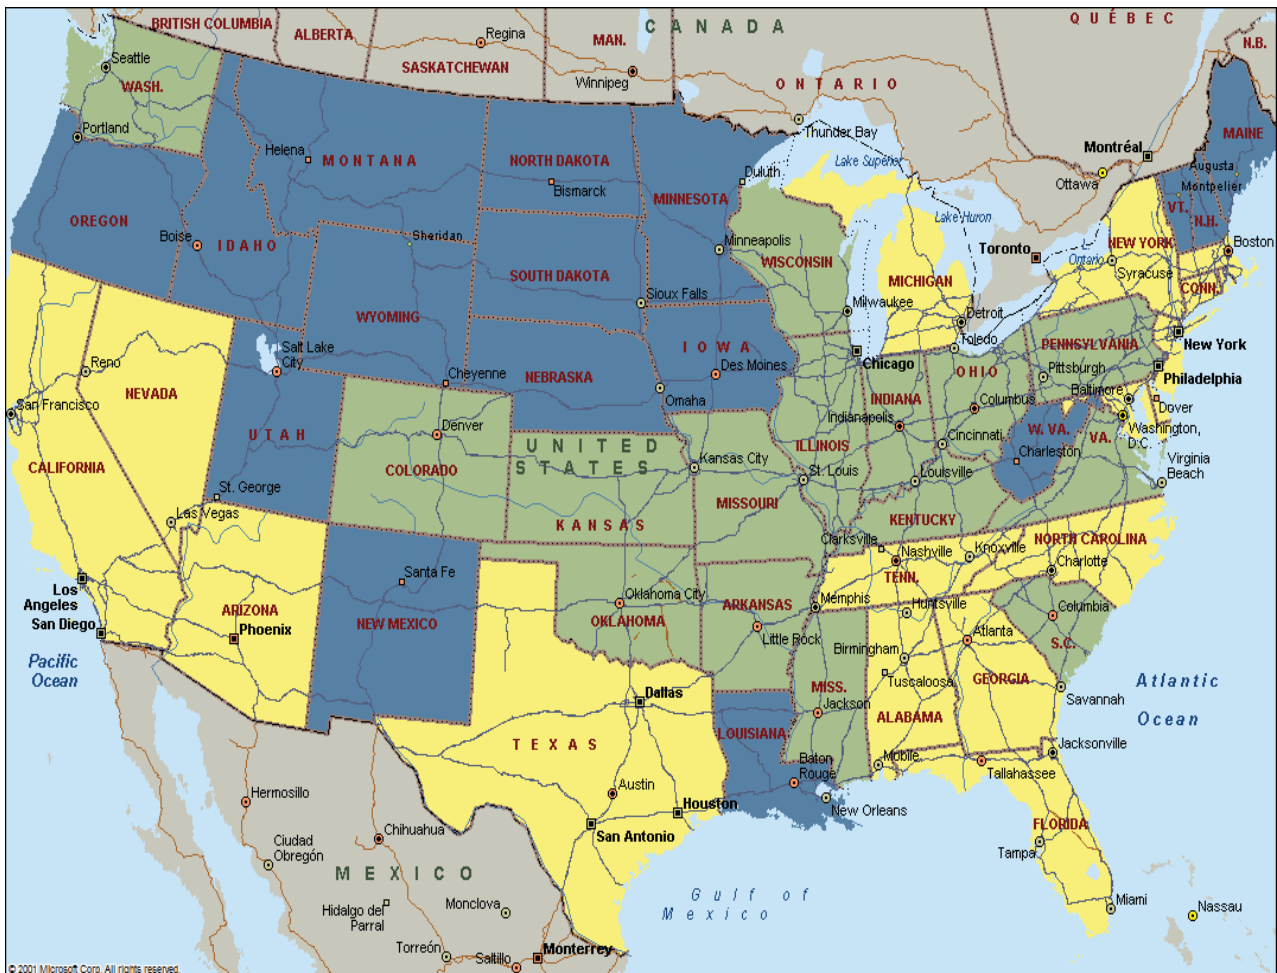 BRITISH COLUMBIA
ALBERTA
Regina
SASKATCHEWAN
MAN.
Winnipeg
CANADA
ONTARIO
QUÉBEC
N.B.
Seattle
WASH.
Portland
Helena
MONTANA
NORTH DAKOTA
Bismarck
Thunder Bay
Lake Superior
Duluth
MINNESOTA
Montréal
Ottawa
MAINE
Augusta
Montpelier
VT.
N.H.
OREGON
Boise
IDAHO
Sheridan
SOUTH DAKOTA
Minneapolis
WISCONSIN
Lake Huron
Toronto
Ontario
NEW YORK
Syracuse
Boston
CONN.
MICHIGAN
Sioux Falls
Milwaukee
Detroit
WYOMING
Salt Lake
City
Cheyenne
NEBRASKA
IOWA
Des Moines
Omaha
Chicago
Toledo
PENNSYLVANIA
New York
Pittsburgh
Philadelphia
Reno
NEVADA
San Francisco
CALIFORNIA
UTAH
Denver
COLORADO
UNITED
STATES
Kansas City
ILLINOIS
INDIANA
Indianapolis
OHIO
Columbus
Cincinnati
Baltimore
Dover
Washington,
D.C.
W. VA.
Charleston
VA.
Virginia
Beach
St. George
Las Vegas
KANSAS
MISSOURI
St. Louis
Louisville
KENTUCKY
Clarksville
Nashville
Knoxville
NORTH CAROLINA
Charlotte
TENN.
Los
Angeles
San Diego
ARIZONA
Phoenix
Santa Fe
NEW MEXICO
Oklahoma City
OKLAHOMA
ARKANSAS
Little Rock
Memphis
Huntsville
Columbia
S.C.
Pacific
Ocean
Birmingham
Atlanta
Tuscaloosa
GEORGIA
Savannah
Atlantic
Ocean
Dallas
MISS.
Jackson
ALABAMA
LOUISIANA
TEXAS
Baton
Rouge
Mobile
Jacksonville
Tallahassee
Austin
Houston
New Orleans
San Antonio
FLORIDA
Tampa
Miami
Nassau
Hermosillo
Chihuahua
Ciudad
Obregón
MEXICO
Hidalgo del
Parral
Monclova
Gulf of
Mexico
Torreón
Saltillo
Monterrey
© 2001 Microsoft Corp. All rights reserved.